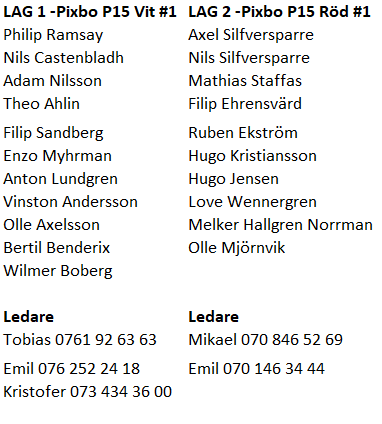 LAG 1 -Pixbo P15 Vit #1 LAG 2 -Pixbo P15 Röd #1
Philip Ramsay Axel Silfversparre
Nils Castenbladh Nils Silfversparre
Adam Nilsson Mathias Staffas
Theo Ahlin Filip Ehrensvärd
Filip Sandberg Ruben Ekström
Enzo Myhrman Hugo Kristiansson
Anton Lundgren Hugo Jensen
Vinston Andersson Love Wennergren
Olle Axelsson Melker Hallgren Norrman
Bertil Benderix Olle Mjörnvik
Wilmer Boberg
Ledare Ledare
Tobias 0761 92 63 63 Mikael 070 846 52 69
Emil 076 252 24 18 Emil 070 146 34 44
Kristofer 073 434 36 00